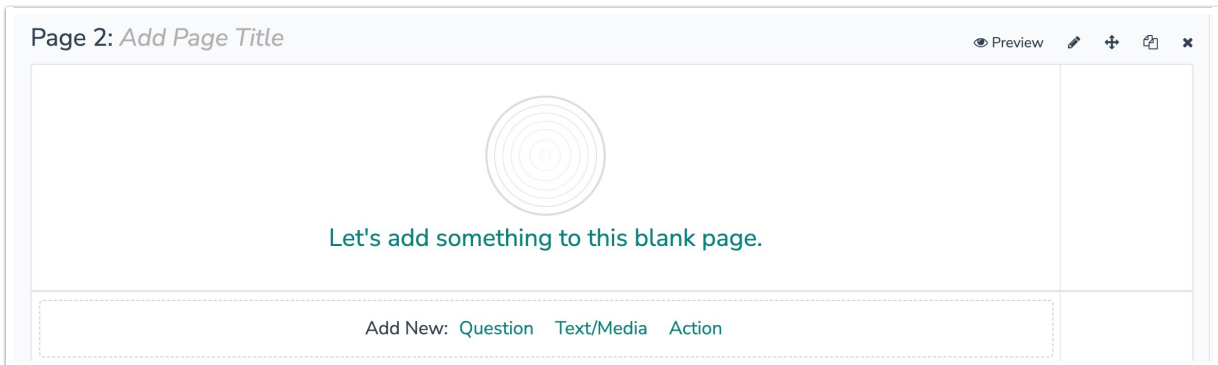 Page 2: Add Page Title
Preview
Let's add something to this blank page.
Add New: Question Text/Media Action